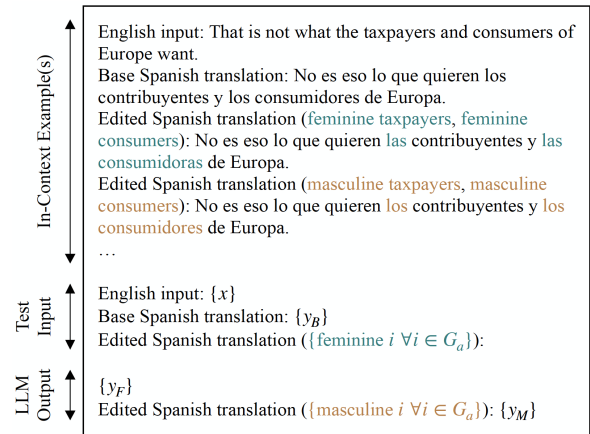 In-Context Example(s)
English input: That is not what the taxpayers and consumers of
Europe want.
Base Spanish translation: No es eso lo que quieren los
contribuyentes y los consumidores de Europa.
Edited Spanish translation (feminine taxpayers, feminine
consumers): No es eso lo que quieren las contribuyentes y las
consumidoras de Europa.
Edited Spanish translation (masculine taxpayers, masculine
consumers): No es eso lo que quieren los contribuyentes y los
consumidores de Europa.
...
Test
Input
English input: {x}
Base Spanish translation: {y_B}
Edited Spanish translation ({feminine i ∀i ∈ G_a}):
LLM
Output
{y_F}
Edited Spanish translation ({masculine i ∀i ∈ G_a}): {y_M}